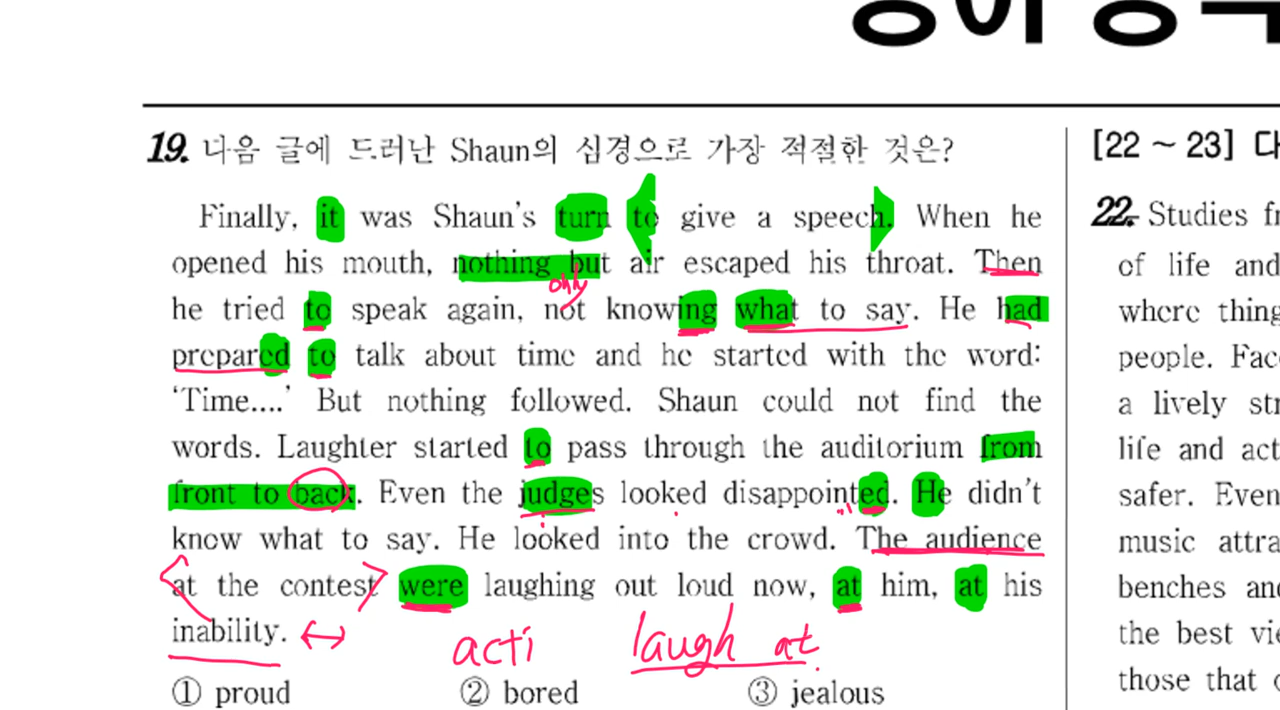 19. 다음 글에 드러난 Shaun의 심경으로 가장 적절한 것은?
Finally, it was Shaun's turn to give a speech. When he
opened his mouth, nothing but air escaped his throat. Then
only
he tried to speak again, not knowing what to say. He had
prepared to talk about time and he started with the word:
'Time....' But nothing followed. Shaun could not find the
words. Laughter started to pass through the auditorium from
front to back. Even the judges looked disappointed. He didn't
know what to say. He looked into the crowd. The audience
at the contest were laughing out loud now, at him, at his
inability.
acti laugh at.
① proud ② bored ③ jealous
[22 ~ 23]
22. Studies
of life and
where
people.
a lively
life and
safer. Even
music
benches
the best
those that